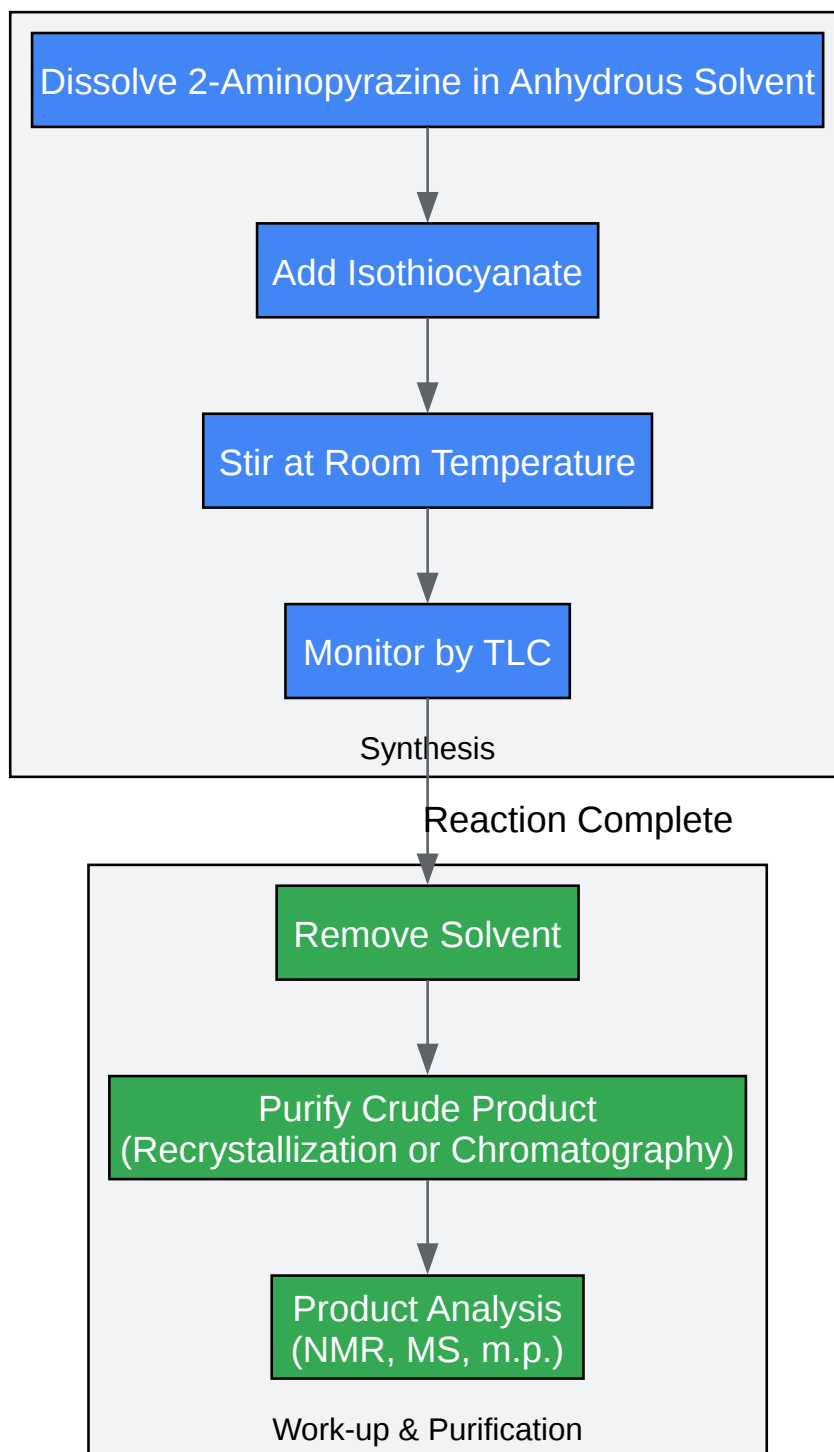 Dissolve 2-Aminopyrazine in Anhydrous Solvent
Add Isothiocyanate
Stir at Room Temperature
Monitor by TLC
Synthesis
Reaction Complete
Remove Solvent
Purify Crude Product
(Recrystallization or Chromatography)
Product Analysis
(NMR, MS, m.p.)
Work-up & Purification